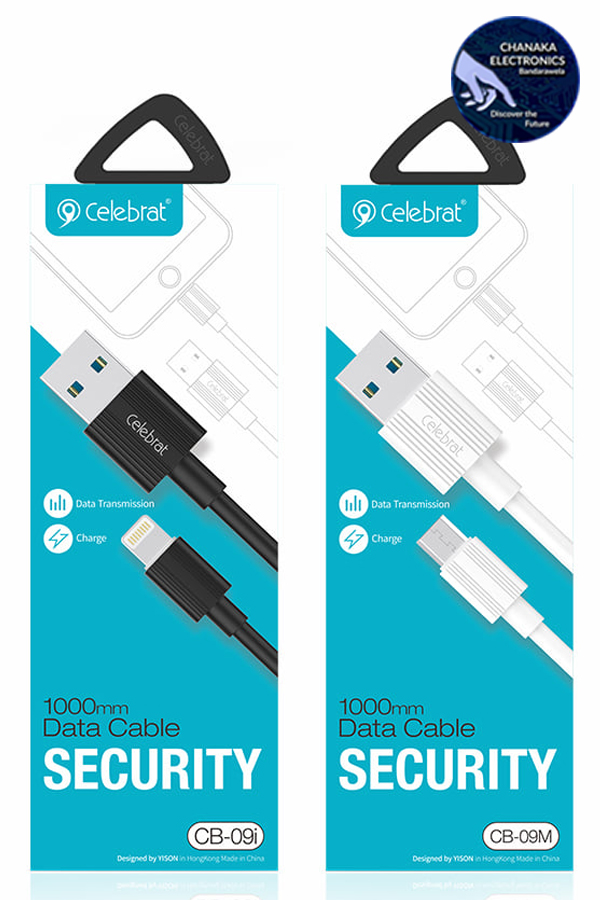 CHANAKA
ELECTRONICS
Bandarawela
Discover the
Future
Celebrat
Celebrat®
Celebrat
Data Transmission
Charge
1000mm
Data Cable
SECURITY
CB-09i
Designed by YISON in HongKong Made in China
Celebrat®
Celebrat
Data Transmission
Charge
1000mm
Data Cable
SECURITY
CB-09M
Designed by YISON in HongKong Made in China